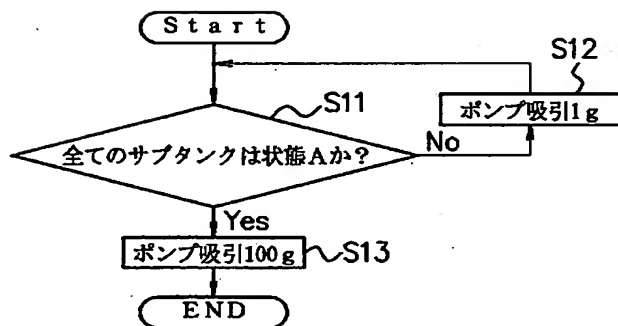 Start
S12
ポンプ吸引1g
S11
全てのサブタンクは状態Aか?
No
Yes
ポンプ吸引100g
S13
END